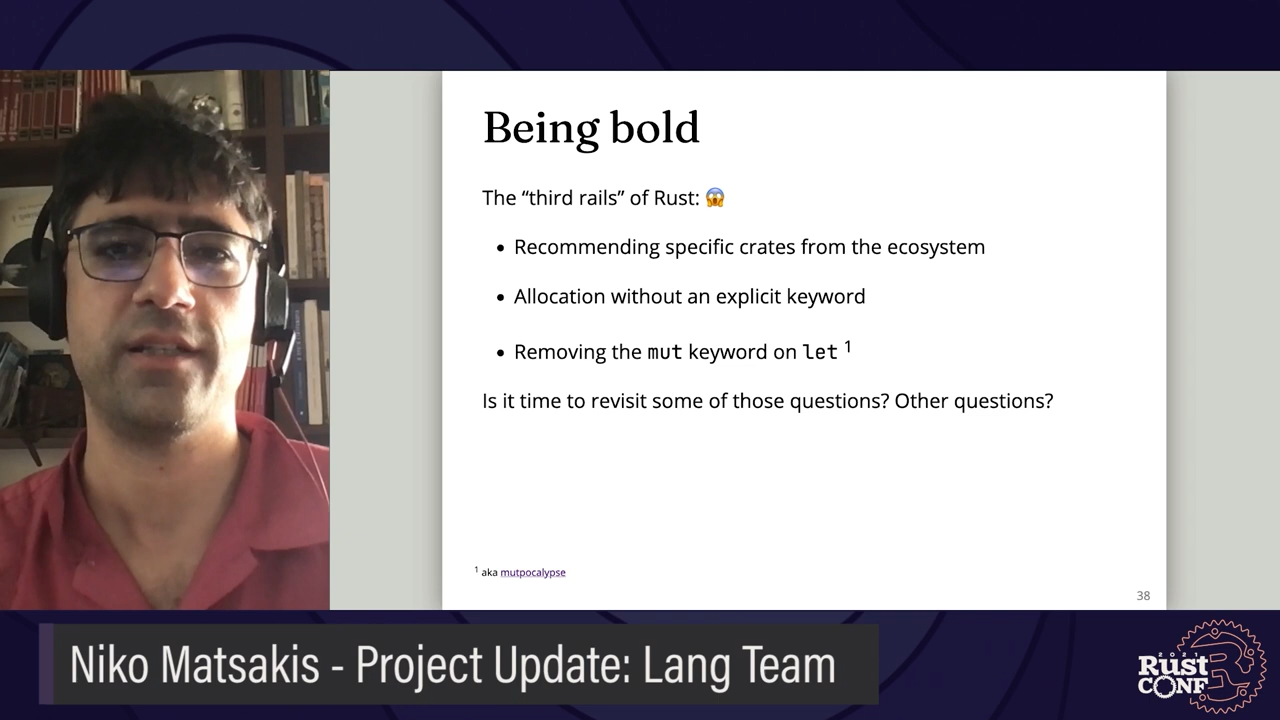 Being bold
The “third rails” of Rust: 😱
• Recommending specific crates from the ecosystem
• Allocation without an explicit keyword
• Removing the mut keyword on let ¹
Is it time to revisit some of those questions? Other questions?
¹ aka mutpocalypse
38
Niko Matsakis - Project Update: Lang Team
2021
Rust
CONF